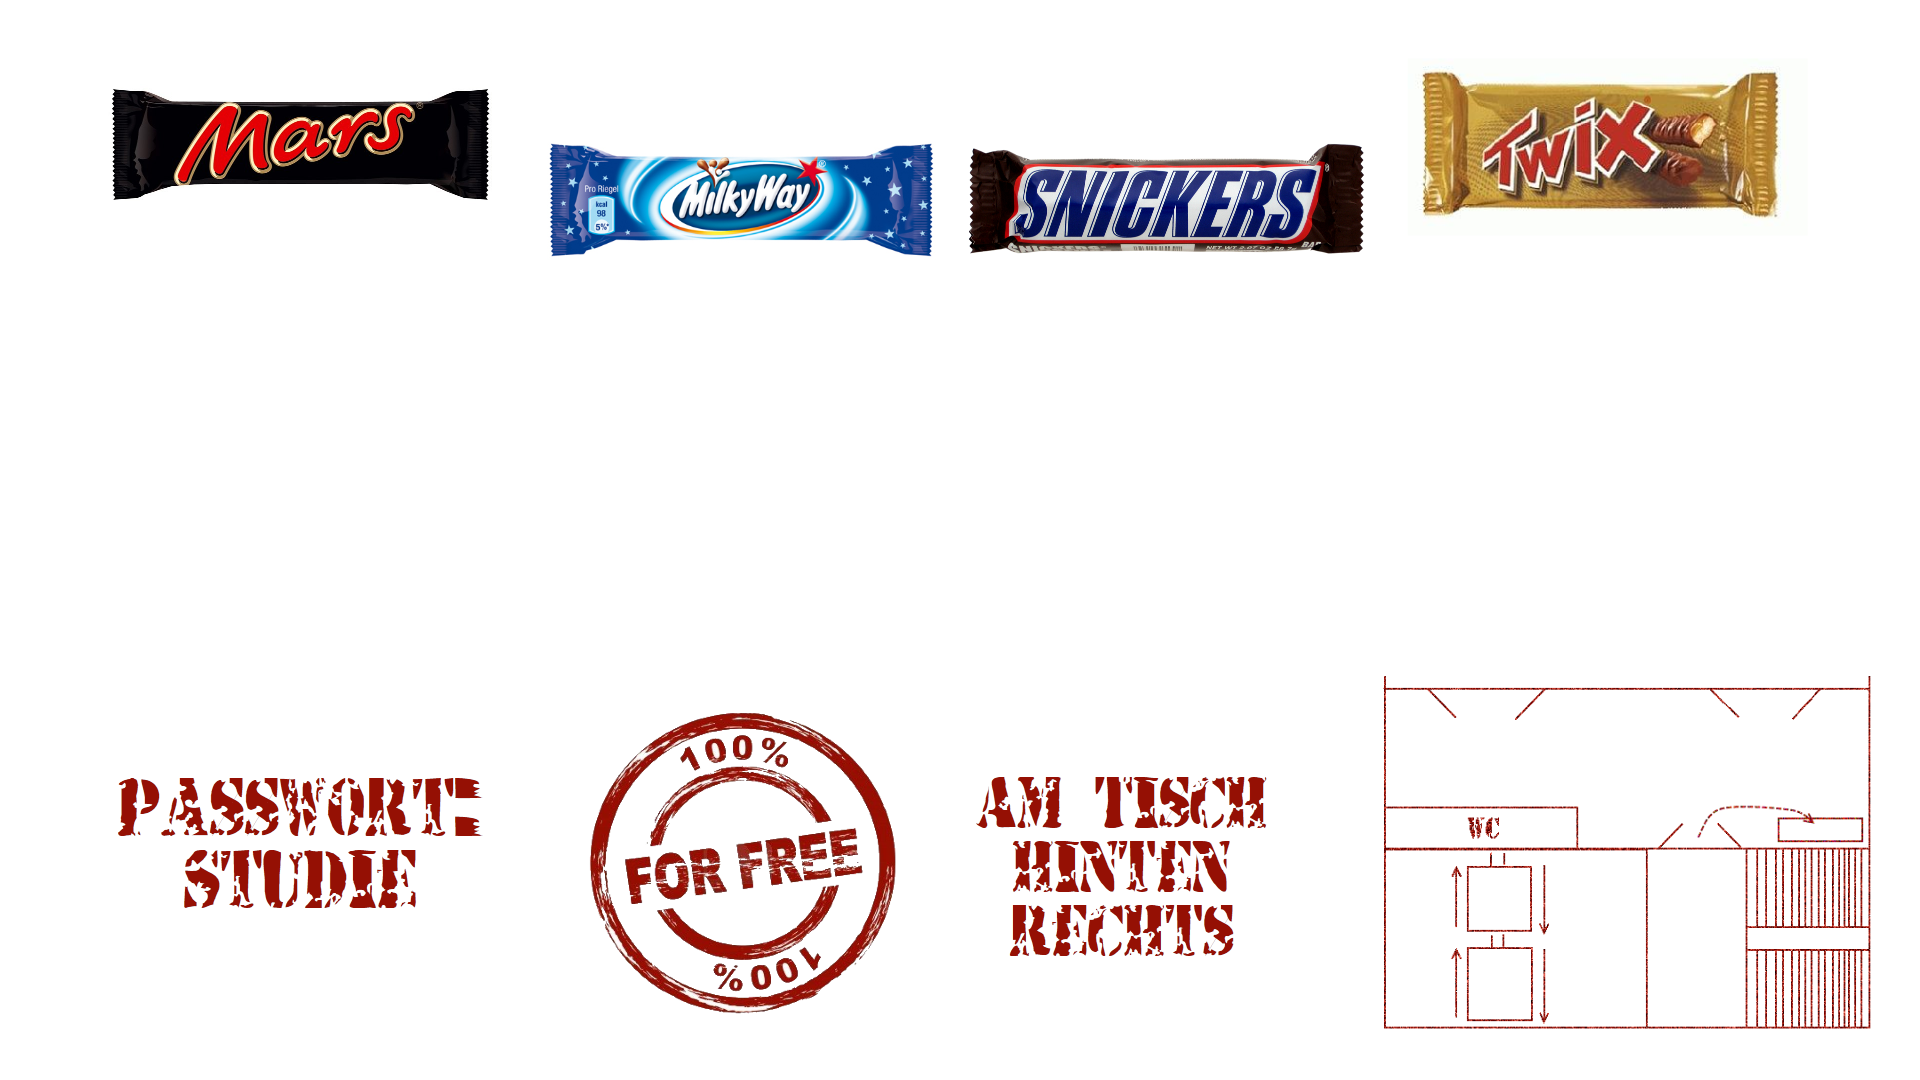 Mars
Pro Riegel
kcal
98
5%*
MilkyWay
SNICKERS
Twix
PASSWORT:
STUDIE
100%
FOR FREE
100%
AM TISCH
HINTEN
RECHTS
WC